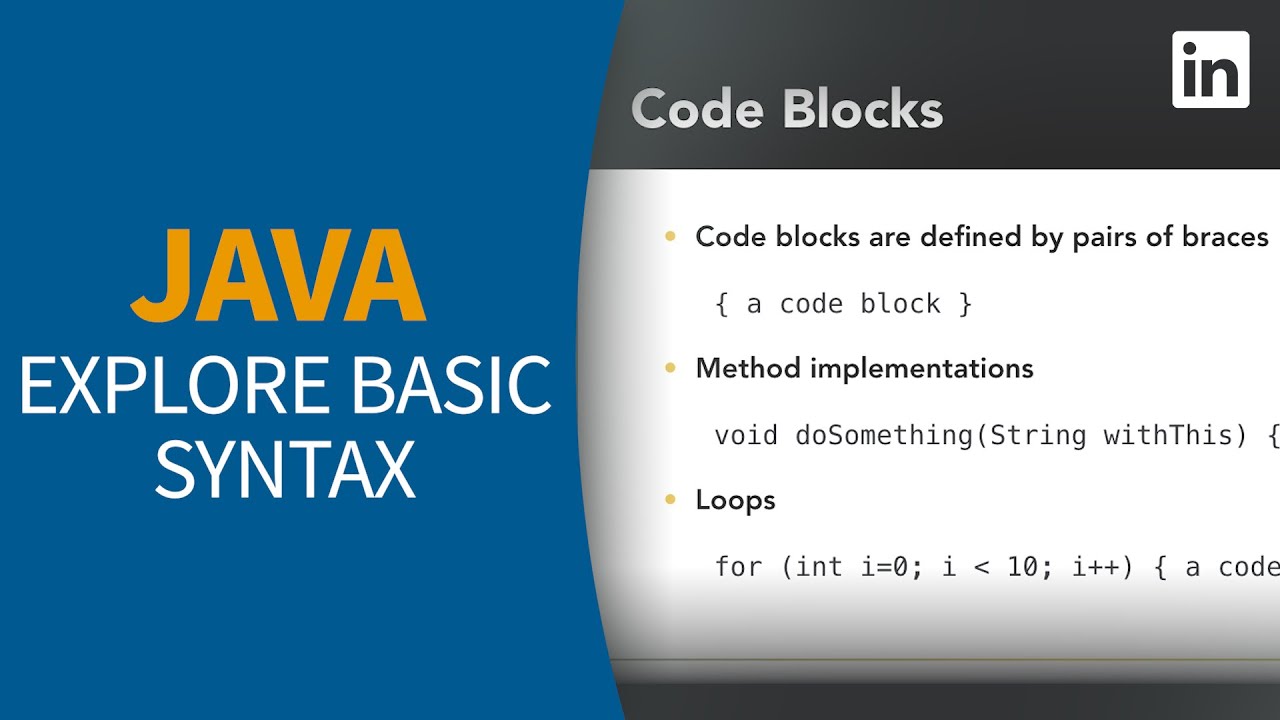 JAVA
EXPLORE BASIC
SYNTAX
in
Code Blocks
• Code blocks are defined by pairs of braces
{ a code block }
• Method implementations
void doSomething(String withThis) {
• Loops
for (int i=0; i < 10; i++) { a code